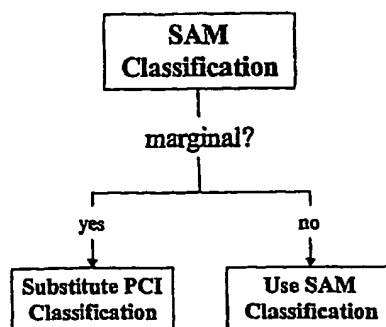 SAM
Classification
marginal?
yes
no
Substitute PCI
Classification
Use SAM
Classification